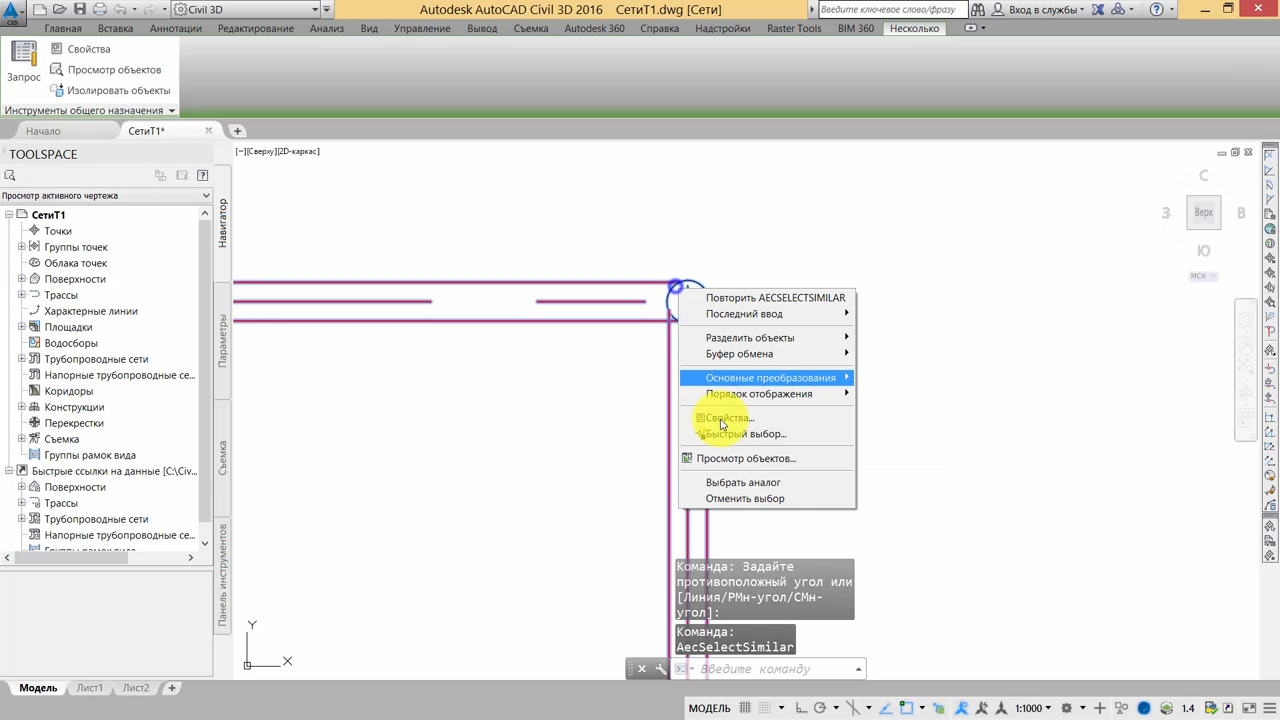 Civil 3D
Autodesk AutoCAD Civil 3D 2016 СетиТ1.dwg [Сети]
Введите ключевое слово/фразу
Вход в службы
Главная Вставка Аннотации Редактирование Анализ Вид Управление Вывод Съемка Autodesk 360 Справка Надстройки Raster Tools BIM 360 Несколько
Запрос
Свойства
Просмотр объектов
Изолировать объекты
Инструменты общего назначения
Начало СетиТ1*
TOOLSPACE
[−][Сверху][2D-каркас]
Просмотр активного чертежа
СетиТ1
Точки
Группы точек
Облака точек
Поверхности
Трассы
Характерные линии
Площадки
Водосборы
Трубопроводные сети
Напорные трубопроводные се...
Коридоры
Конструкции
Перекрестки
Съемка
Группы рамок вида
Быстрые ссылки на данные [C:\Civ...
Поверхности
Трассы
Трубопроводные сети
Напорные трубопроводные се...
Группы рамок вида
Навигатор
Параметры
Съемка
Панель инструментов
С
З Верх В
Ю
МСК
Повторить AECSELECTSIMILAR
Последний ввод
Разделить объекты
Буфер обмена
Основные преобразования
Порядок отображения
Свойства...
Быстрый выбор...
Просмотр объектов...
Выбрать аналог
Отменить выбор
Команда: Задайте
противоположный угол или
[Линия/РМн-угол/СМн-
угол]:
Команда:
AecSelectSimilar
Введите команду
Y
X
Модель Лист1 Лист2
МОДЕЛЬ 1:1000 1.4